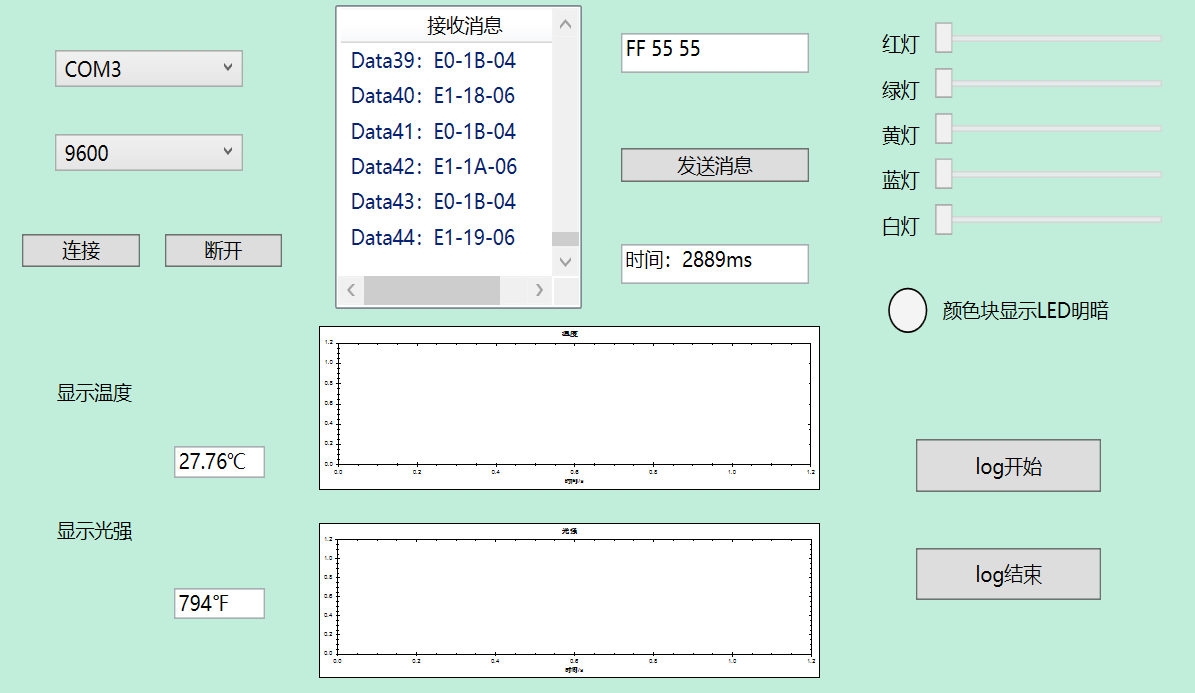 COM3
9600
连接
断开
接收消息
Data39: E0-1B-04
Data40: E1-18-06
Data41: E0-1B-04
Data42: E1-1A-06
Data43: E0-1B-04
Data44: E1-19-06
FF 55 55
发送消息
时间：2889ms
红灯
绿灯
黄灯
蓝灯
白灯
颜色块显示LED明暗
显示温度
27.76℃
显示光强
794℉
温度
1.2
1.0
0.8
0.6
0.4
0.2
0.0
0.0 0.2 0.4 0.6 0.8 1.0 1.2
时间/s
光强
1.2
1.0
0.8
0.6
0.4
0.2
0.0
0.0 0.2 0.4 0.6 0.8 1.0 1.2
时间/s
log开始
log结束